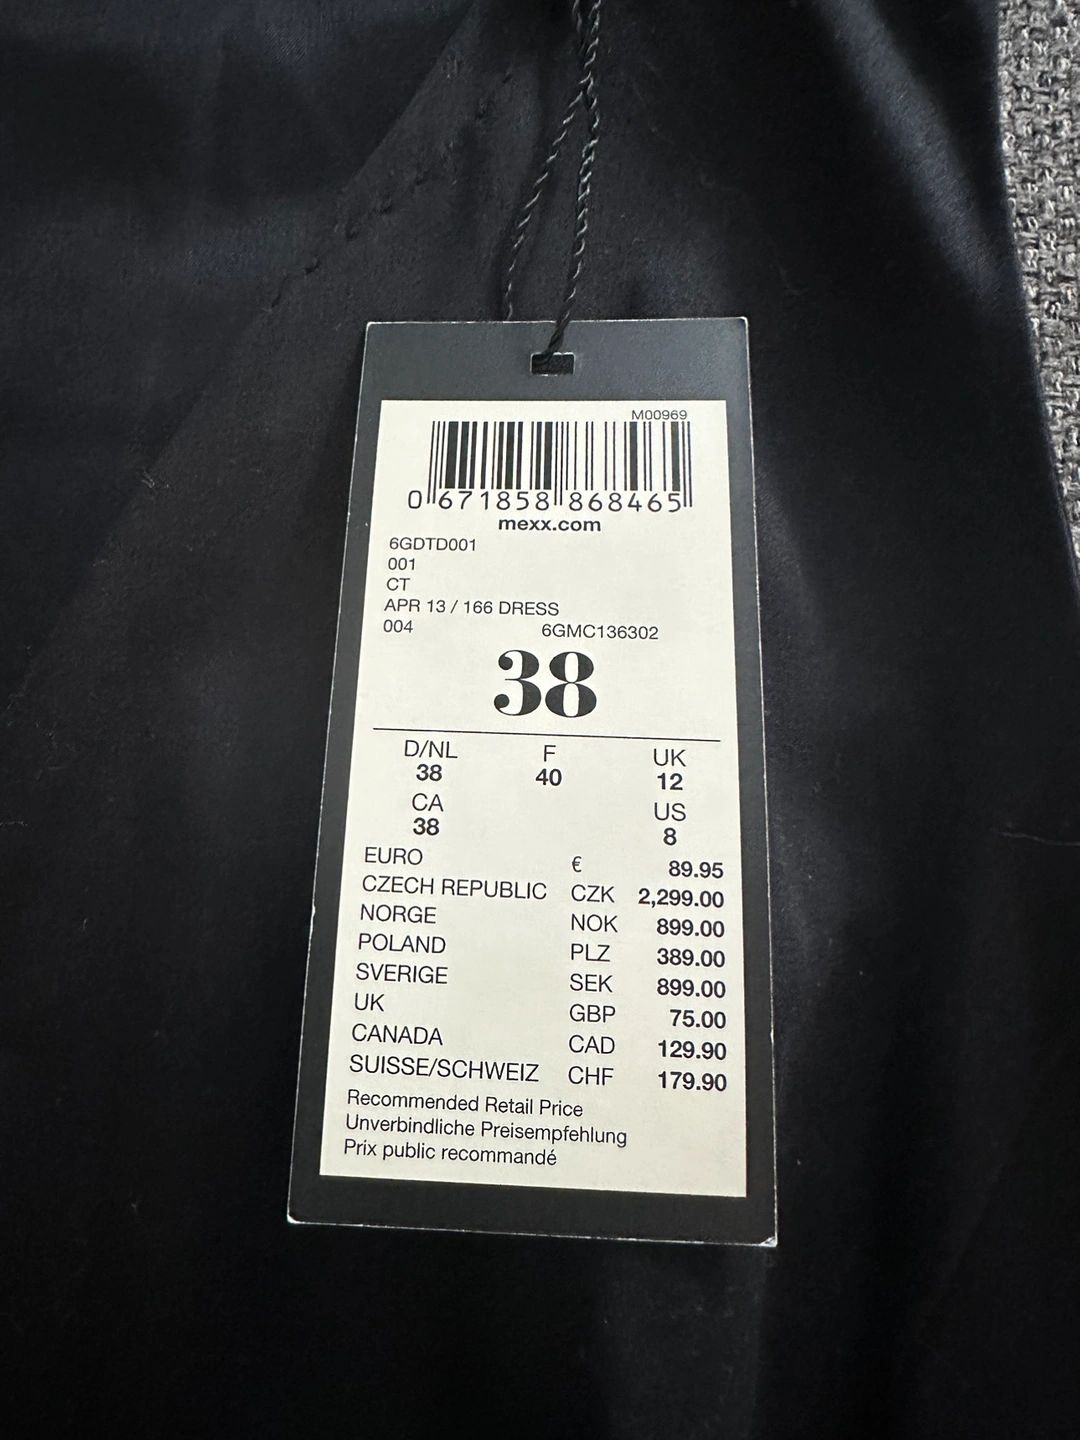 M00969
0 671858 868465
mexx.com
6GDTD001
001
CT
APR 13 / 166 DRESS
004 6GMC136302
38
D/NL F UK
38 40 12
CA US
38 8
EURO € 89.95
CZECH REPUBLIC CZK 2,299.00
NORGE NOK 899.00
POLAND PLZ 389.00
SVERIGE SEK 899.00
UK GBP 75.00
CANADA CAD 129.90
SUISSE/SCHWEIZ CHF 179.90
Recommended Retail Price
Unverbindliche Preisempfehlung
Prix public recommandé